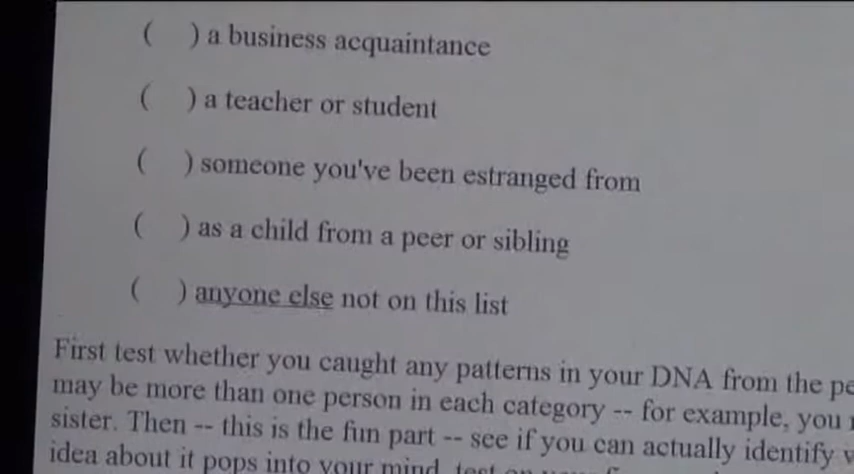 ( ) a business acquaintance
( ) a teacher or student
( ) someone you've been estranged from
( ) as a child from a peer or sibling
( ) anyone else not on this list
First test whether you caught any patterns in your DNA from the
may be more than one person in each category -- for example, you
sister. Then -- this is the fun part -- see if you can actually identify
idea about it pops into your mind, test on